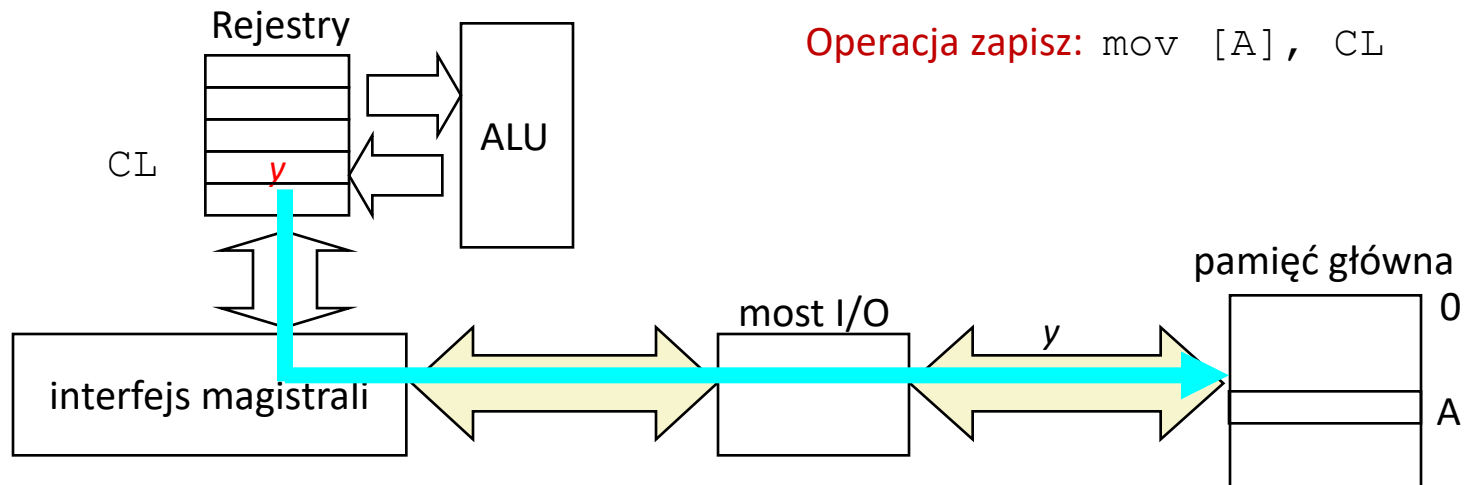 Rejestry
Operacja zapisz: mov [A], CL
ALU
CL
y
pamięć główna
0
most I/O
y
interfejs magistrali
A